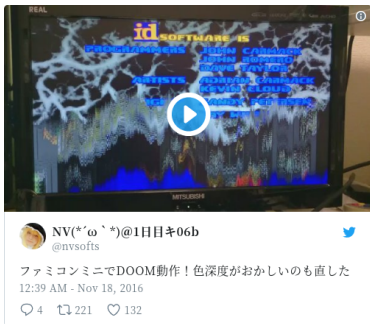 REAL
id SOFTWARE IS
PROGRAMMERS JOHN CARMACK
JOHN ROMERO
DAVE TAYLOR
ARTISTS ADRIAN CARMACK
KEVIN CLOUD
MITSUBISHI
NV(*´ω｀*)@1日目キ06b
@nvsofts
ファミコンミニでDOOM動作！色深度がおかしいのも直した
12:39 AM - Nov 18, 2016
4 221 132